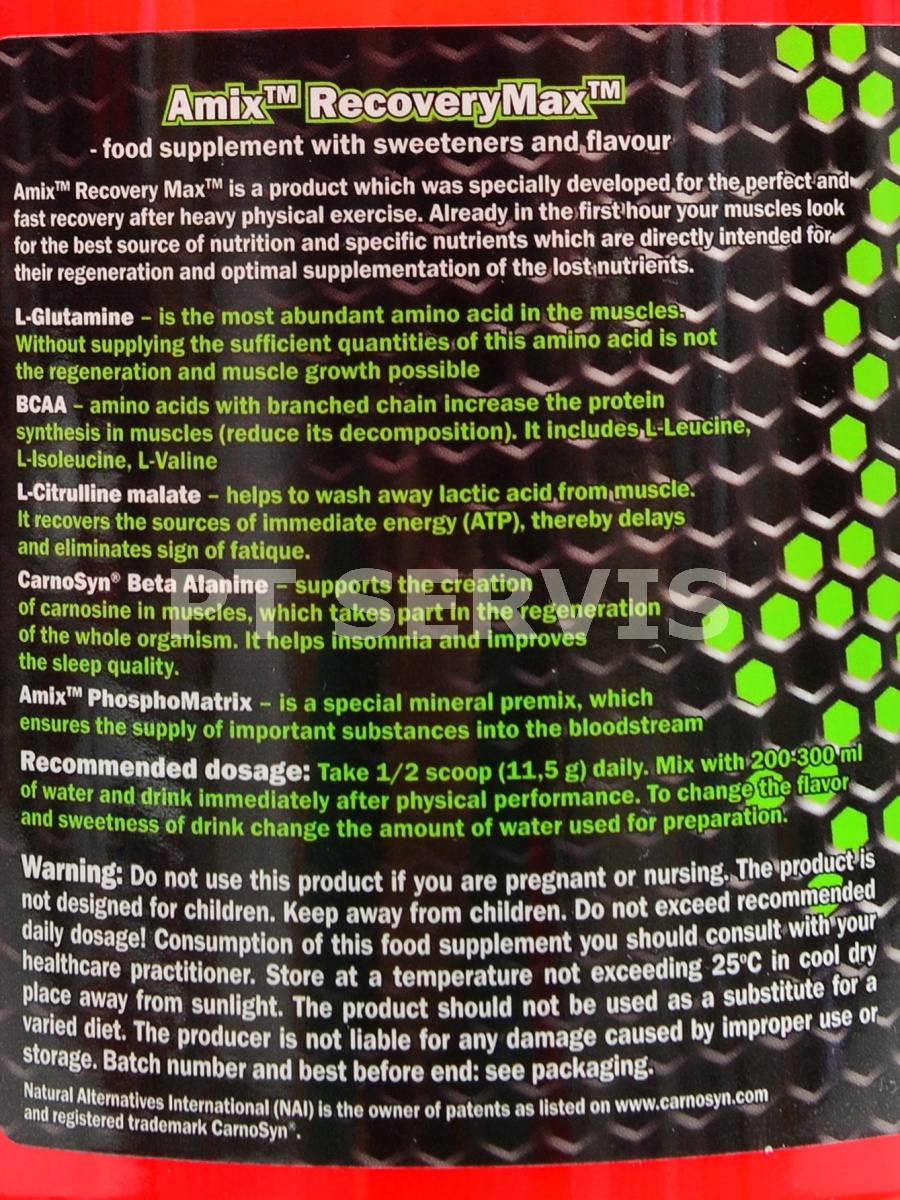 Amix™ RecoveryMax™
- food supplement with sweeteners and flavour
Amix™ Recovery Max™ is a product which was specially developed for the perfect and
fast recovery after heavy physical exercise. Already in the first hour your muscles look
for the best source of nutrition and specific nutrients which are directly intended for
their regeneration and optimal supplementation of the lost nutrients.
L-Glutamine – is the most abundant amino acid in the muscles.
Without supplying the sufficient quantities of this amino acid is not
the regeneration and muscle growth possible
BCAA – amino acids with branched chain increase the protein
synthesis in muscles (reduce its decomposition). It includes L-Leucine,
L-Isoleucine, L-Valine
L-Citrulline malate – helps to wash away lactic acid from muscle.
It recovers the sources of immediate energy (ATP), thereby delays
and eliminates sign of fatique.
CarnoSyn® Beta Alanine – supports the creation
of carnosine in muscles, which takes part in the regeneration
of the whole organism. It helps insomnia and improves
the sleep quality.
PT SERVIS
Amix™ PhosphoMatrix – is a special mineral premix, which
ensures the supply of important substances into the bloodstream
Recommended dosage: Take 1/2 scoop (11,5 g) daily. Mix with 200-300 ml
of water and drink immediately after physical performance. To change the flavor
and sweetness of drink change the amount of water used for preparation.
Warning: Do not use this product if you are pregnant or nursing. The product is
not designed for children. Keep away from children. Do not exceed recommended
daily dosage! Consumption of this food supplement you should consult with your
healthcare practitioner. Store at a temperature not exceeding 25°C in cool dry
place away from sunlight. The product should not be used as a substitute for a
varied diet. The producer is not liable for any damage caused by improper use or
storage. Batch number and best before end: see packaging.
Natural Alternatives International (NAI) is the owner of patents as listed on www.carnosyn.com
and registered trademark CarnoSyn®.